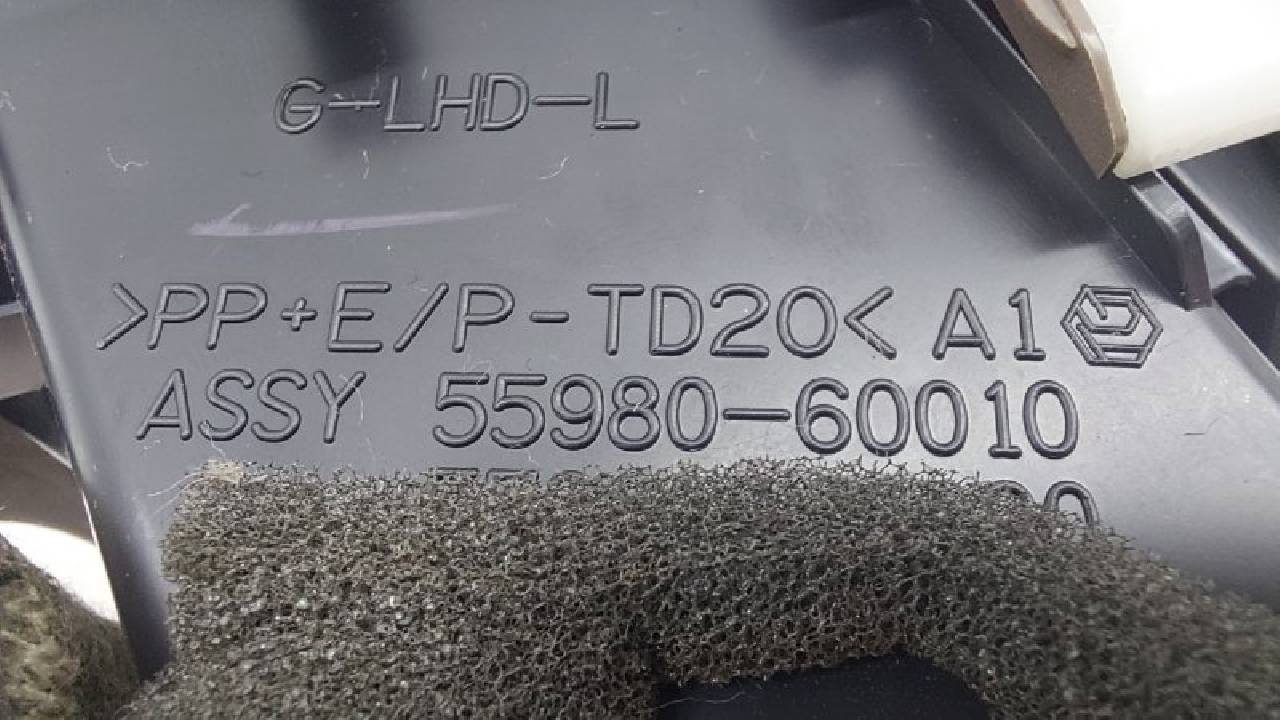 G-LHD-L
>PP+E/P-TD20< A1
ASSY 55980-60010